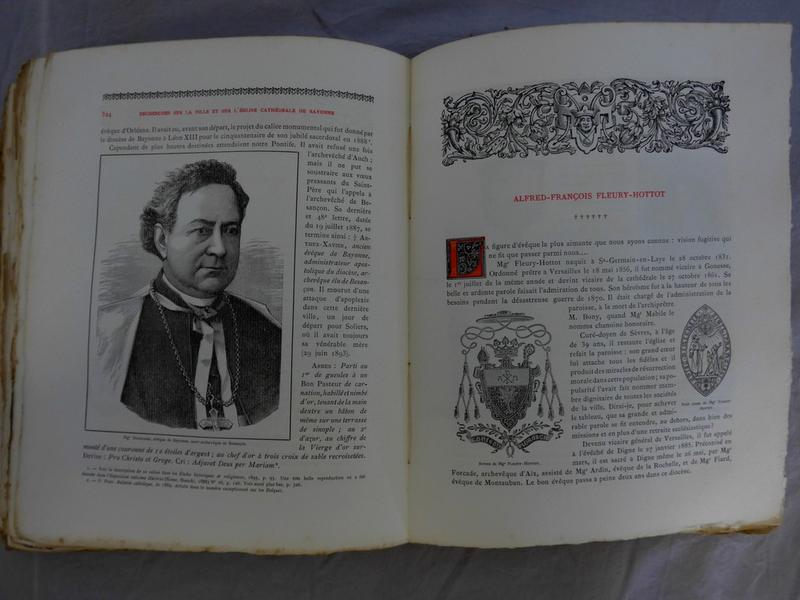 324 RECHERCHES SUR LA VILLE ET SUR L'ÉGLISE CATHÉDRALE DE BAYONNE
évêque d'Orléans. Il avait eu, avant son départ, le projet du calice monumental qui fut donné par
le diocèse de Bayonne à Léon XIII pour le cinquantenaire de son jubilé sacerdotal en 1888¹.
Cependant de plus hautes destinées attendaient notre Pontife. Il avait refusé une fois
l'archevêché d'Auch ;
mais il ne put se
soustraire aux vœux
pressants du Saint-
Père qui l'appela à
l'archevêché de Be-
sançon. Sa dernière
et 48e lettre, datée
du 19 juillet 1887, se
termine ainsi : † Ar-
thur-Xavier, ancien
évêque de Bayonne,
administrateur apos-
tolique du diocèse, ar-
chevêque élu de Besan-
çon. Il mourut d'une
attaque d'apoplexie
dans cette dernière
ville, un jour de
départ pour Soliers,
où il avait toujours
sa vénérable mère
(29 juin 1893).
Armes : Parti au
1er de gueules à un
Bon Pasteur de car-
nation, habillé et nimbé
d'or, tenant de la main
dextre un bâton de
même sur une terrasse
de sinople ; au 2e
d'azur, au chiffre de
la Vierge d'or sur-
monté d'une couronne de 12 étoiles d'argent ; au chef d'or à trois croix de sable recroisetées.
Devise : Pro Christo et Grege. Cri : Adjuvet Deus per Mariam².
Mgr Ducellier, évêque de Bayonne, mort archevêque de Besançon.
ALFRED-FRANÇOIS FLEURY-HOTTOT
††††††
La figure d'évêque la plus aimante que nous ayons connue : vision fugitive qui
ne fit que passer parmi nous....
Mgr Fleury-Hottot naquit à St-Germain-en-Laye le 28 octobre 1831.
Ordonné prêtre à Versailles le 18 mai 1856, il fut nommé vicaire à Gonesse,
le 1er juillet de la même année et devint vicaire de la cathédrale le 27 octobre 1861. Sa
belle et ardente parole faisait l'admiration de tous. Son héroïsme fut à la hauteur de tous les
besoins pendant la désastreuse guerre de 1870. Il était chargé de l'administration de la
paroisse, à la mort de l'archiprêtre
M. Bony, quand Mgr Mabile le
nomma chanoine honoraire.
Curé-doyen de Sèvres, à l'âge
de 39 ans, il restaure l'église et
refait la paroisse : son grand cœur
lui attache tous les fidèles et il
produit des miracles de résurrection
morale dans cette population ; sa po-
pularité l'avait fait nommer mem-
bre dignitaire de toutes les sociétés
de la ville. Dirai-je, pour achever
le tableau, que sa grande et admi-
rable parole se fit entendre, au dehors, dans bien des
missions et en plus d'une retraite ecclésiastique !
Devenu vicaire général de Versailles, il fut appelé
à l'évêché de Digne le 27 janvier 1885. Préconisé en
mars, il est sacré à Digne même le 26 mai, par Mgr
Forcade, archevêque d'Aix, assisté de Mgr Ardin, évêque de la Rochelle, et de Mgr Fiard,
évêque de Montauban. Le bon évêque passa à peine deux ans dans ce diocèse.
Armes de Mgr Fleury-Hottot.